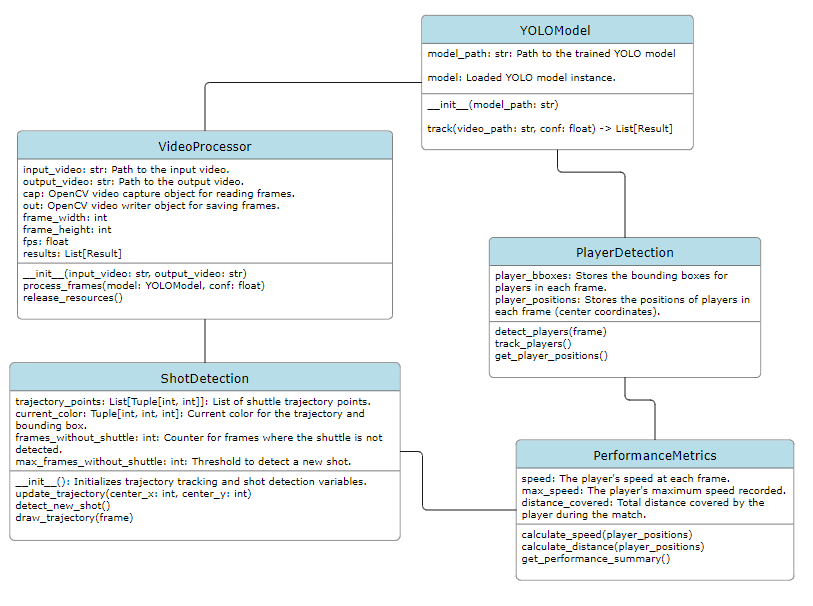 YOLOModel
model_path: str: Path to the trained YOLO model
model: Loaded YOLO model instance.
__init__(model_path: str)
track(video_path: str, conf: float) -> List[Result]
VideoProcessor
input_video: str: Path to the input video.
output_video: str: Path to the output video.
cap: OpenCV video capture object for reading frames.
out: OpenCV video writer object for saving frames.
frame_width: int
frame_height: int
fps: float
results: List[Result]
__init__(input_video: str, output_video: str)
process_frames(model: YOLOModel, conf: float)
release_resources()
PlayerDetection
player_bboxes: Stores the bounding boxes for
players in each frame.
player_positions: Stores the positions of players in
each frame (center coordinates).
detect_players(frame)
track_players()
get_player_positions()
ShotDetection
trajectory_points: List[Tuple[int, int]]: List of shuttle trajectory points.
current_color: Tuple[int, int, int]: Current color for the trajectory and
bounding box.
frames_without_shuttle: int: Counter for frames where the shuttle is not
detected.
max_frames_without_shuttle: int: Threshold to detect a new shot.
__init__(): Initializes trajectory tracking and shot detection variables.
update_trajectory(center_x: int, center_y: int)
detect_new_shot()
draw_trajectory(frame)
PerformanceMetrics
speed: The player's speed at each frame.
max_speed: The player's maximum speed recorded.
distance_covered: Total distance covered by the
player during the match.
calculate_speed(player_positions)
calculate_distance(player_positions)
get_performance_summary()